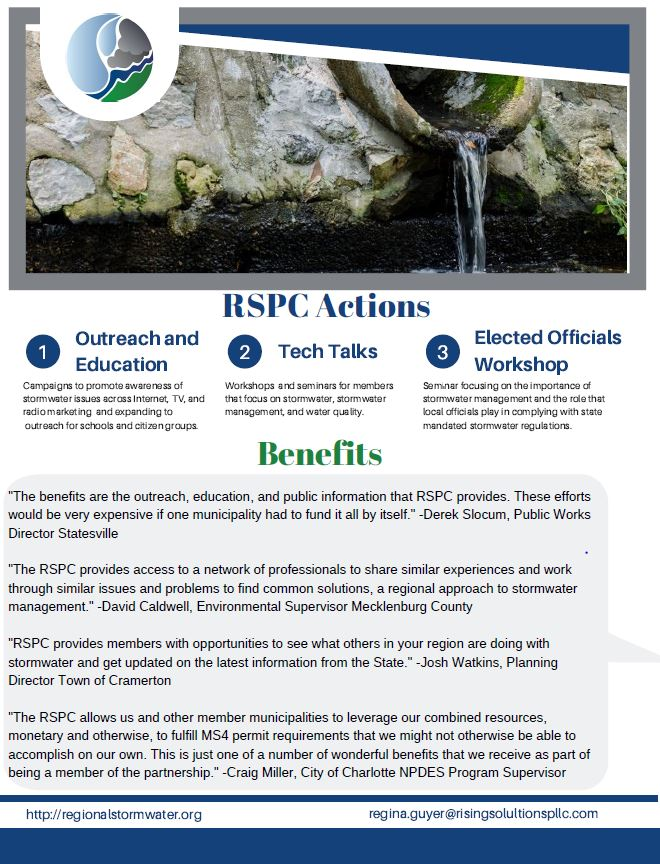 RSPC Actions
1 Outreach and
Education
Campaigns to promote awareness of
stormwater issues across Internet, TV, and
radio marketing and expanding to
outreach for schools and citizen groups.
2 Tech Talks
Workshops and seminars for members
that focus on stormwater, stormwater
management, and water quality.
3 Elected Officials
Workshop
Seminar focusing on the importance of
stormwater management and the role that
local officials play in complying with state
mandated stormwater regulations.
Benefits
"The benefits are the outreach, education, and public information that RSPC provides. These efforts
would be very expensive if one municipality had to fund it all by itself." -Derek Slocum, Public Works
Director Statesville
"The RSPC provides access to a network of professionals to share similar experiences and work
through similar issues and problems to find common solutions, a regional approach to stormwater
management." -David Caldwell, Environmental Supervisor Mecklenburg County
"RSPC provides members with opportunities to see what others in your region are doing with
stormwater and get updated on the latest information from the State." -Josh Watkins, Planning
Director Town of Cramerton
"The RSPC allows us and other member municipalities to leverage our combined resources,
monetary and otherwise, to fulfill MS4 permit requirements that we might not otherwise be able to
accomplish on our own. This is just one of a number of wonderful benefits that we receive as part of
being a member of the partnership." -Craig Miller, City of Charlotte NPDES Program Supervisor
http://regionalstormwater.org
regina.guyer@risingsolultionspllc.com